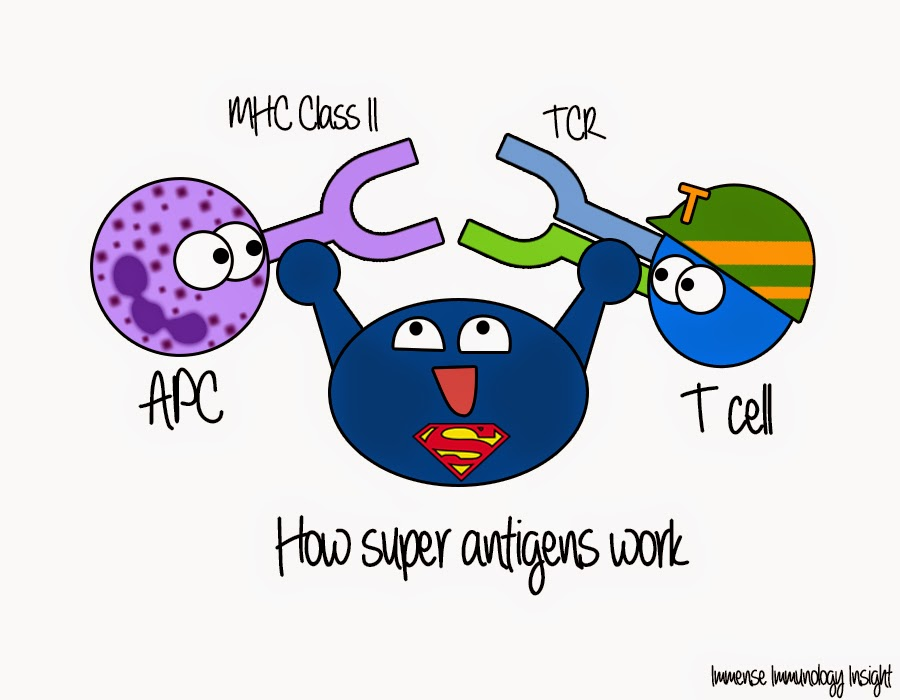 MHC Class II
TCR
T
APC
T cell
S
How super antigens work
Immense Immunology Insight